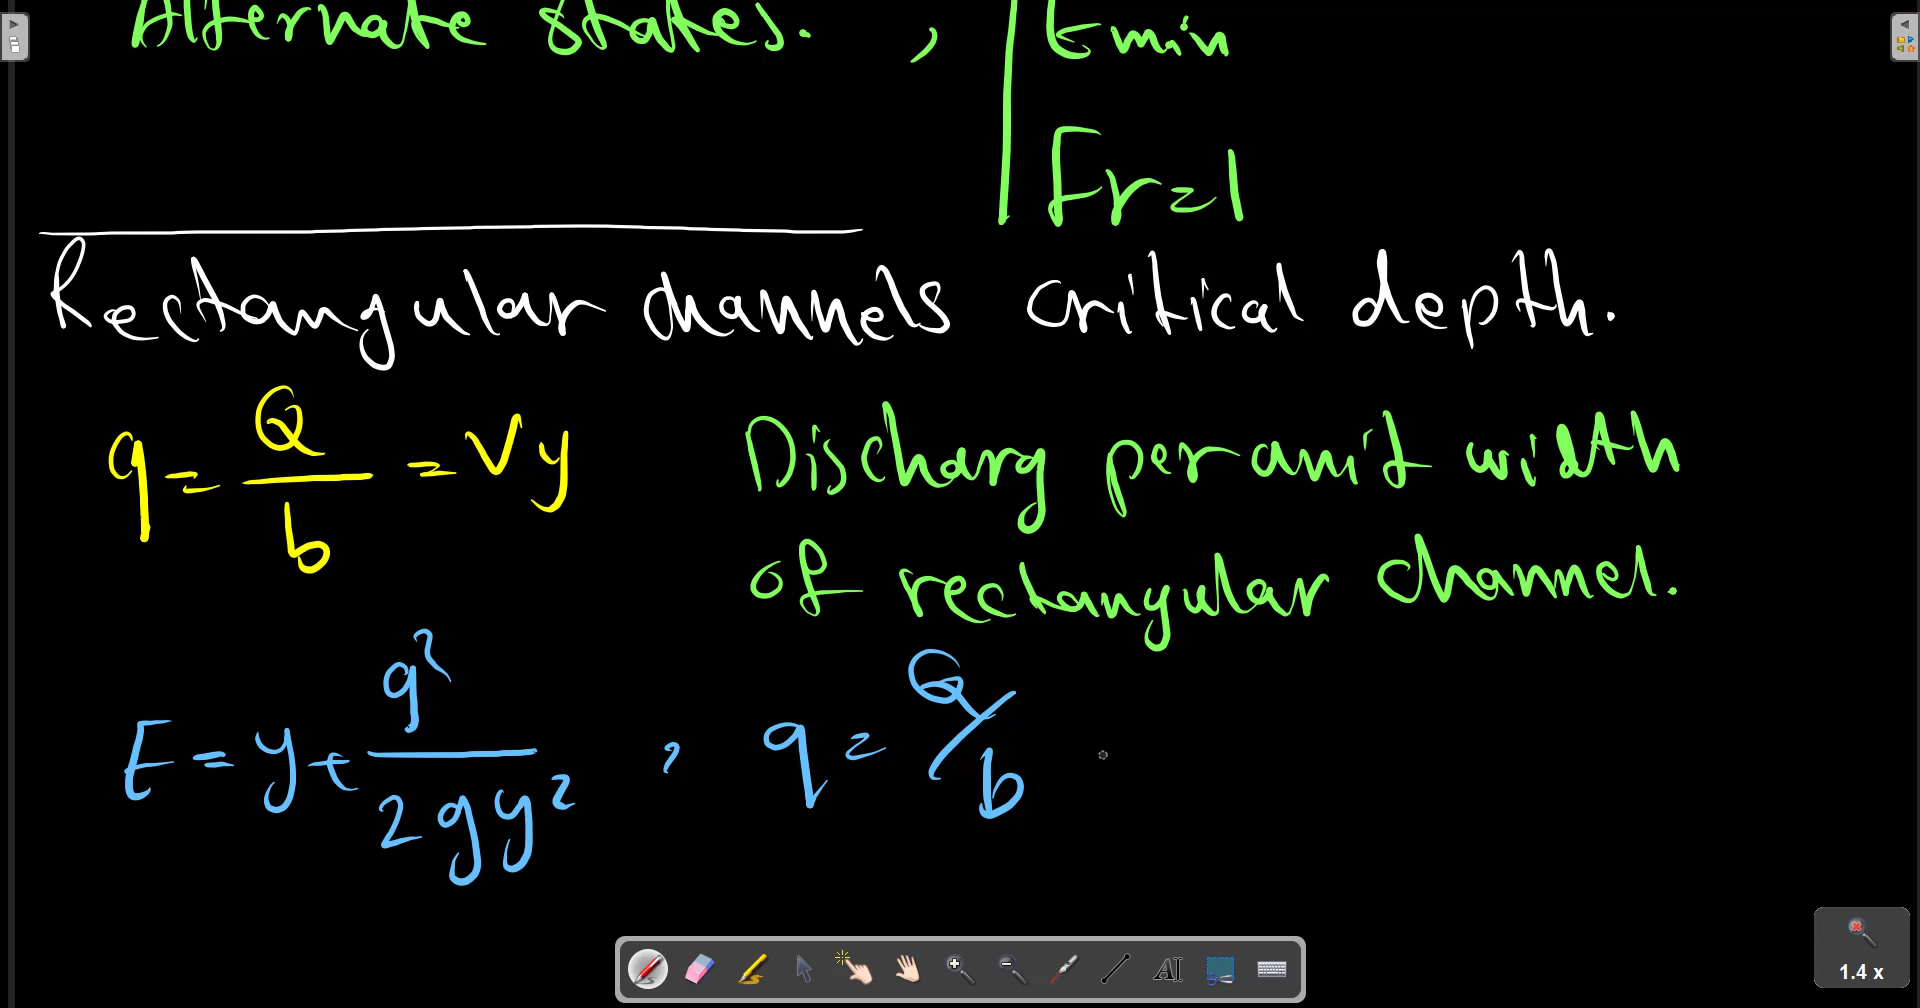 Alternate states. , Emin
Fr=1
Rectangular channels critical depth.
q = Q/b = Vy
Discharg per unit width
of rectangular channel.
E = y + q²/2gy² , q = Q/b
AI
1.4 x